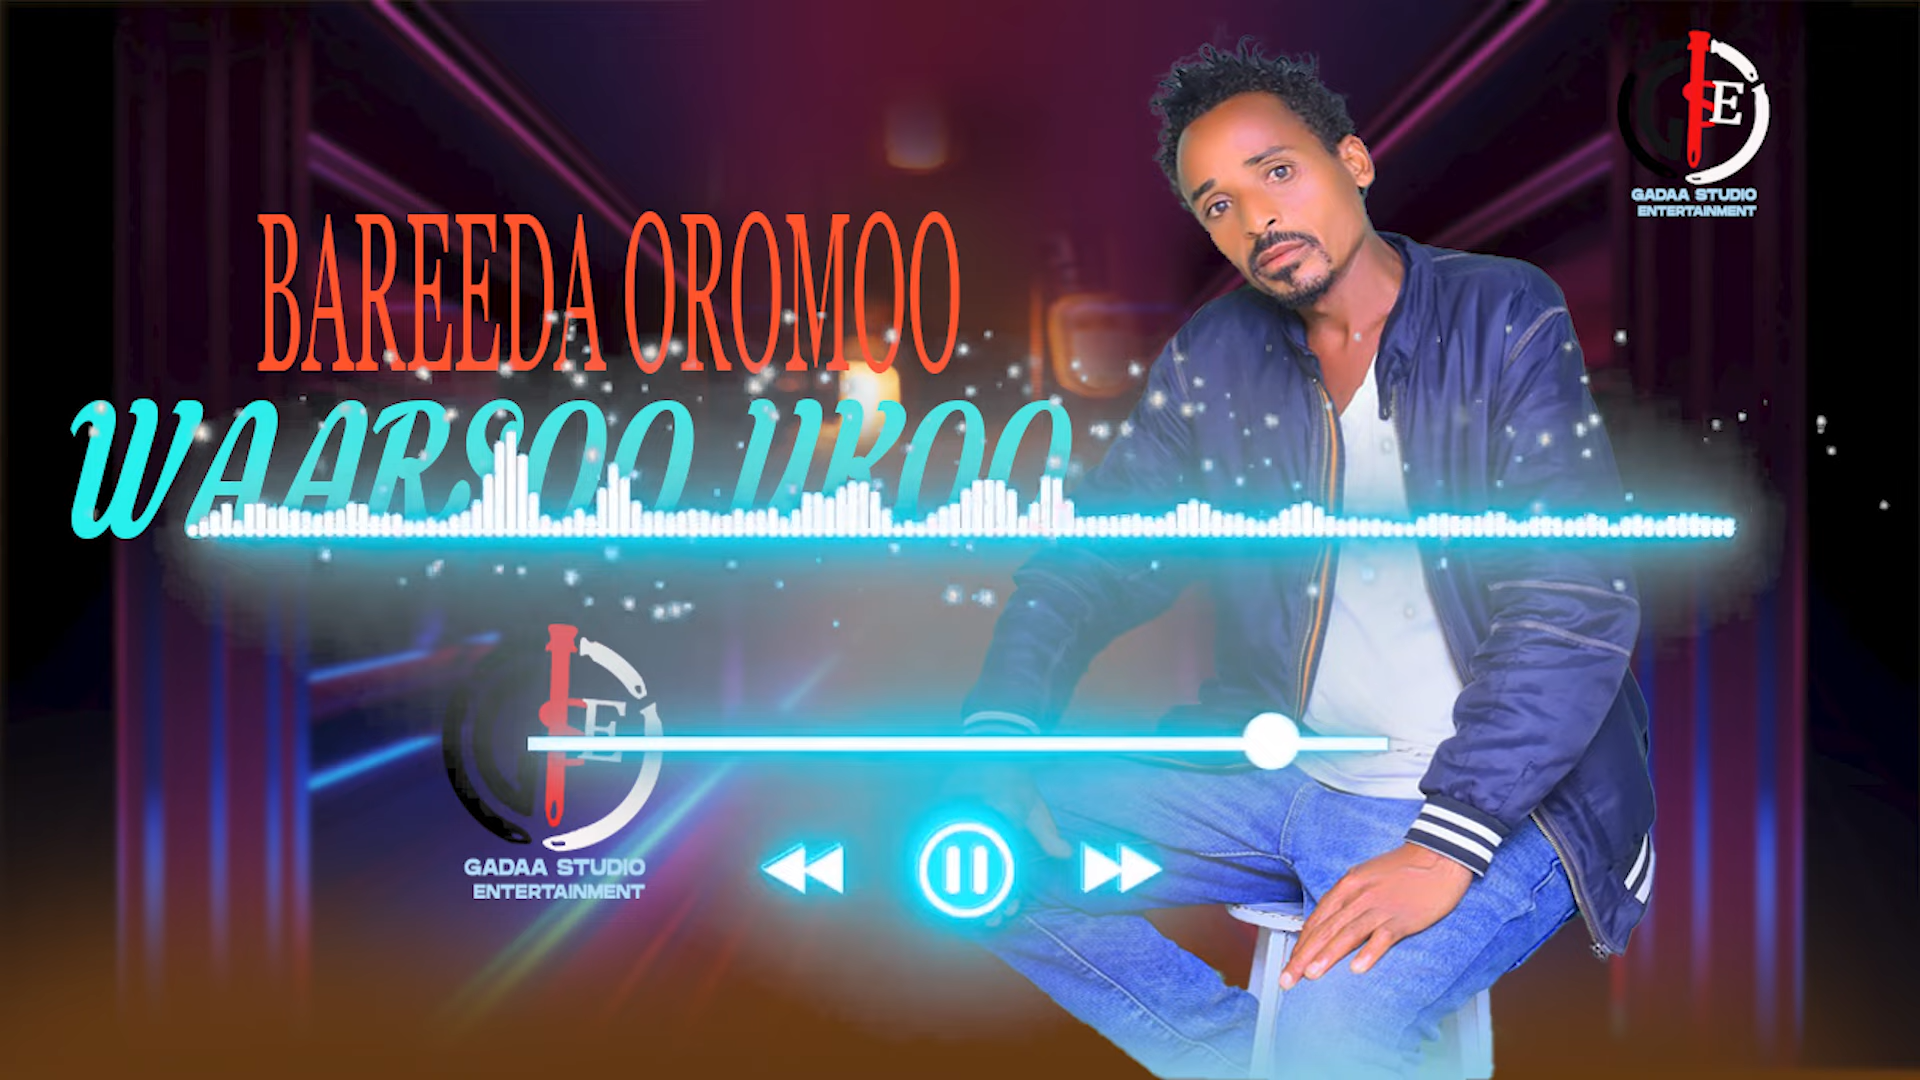 BAREEDA OROMOO
WAARSOO UKOO
E
GADAA STUDIO
ENTERTAINMENT
E
GADAA STUDIO
ENTERTAINMENT